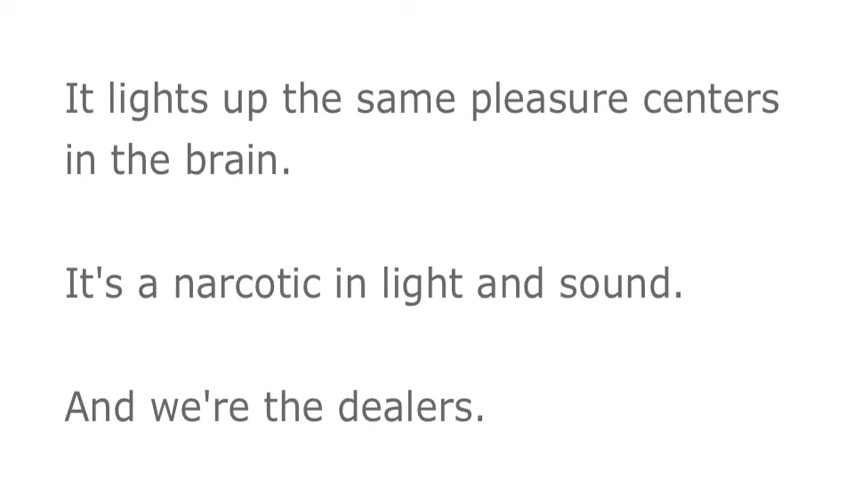 It lights up the same pleasure centers
in the brain.
It's a narcotic in light and sound.
And we're the dealers.